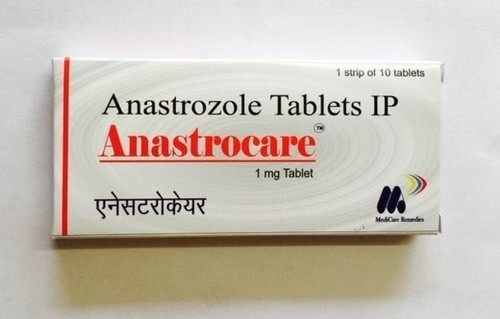 1 strip of 10 tablets
Anastrozole Tablets IP
Anastrocare™
1 mg Tablet
एनेसटरोकेयर
MediCare Remedies